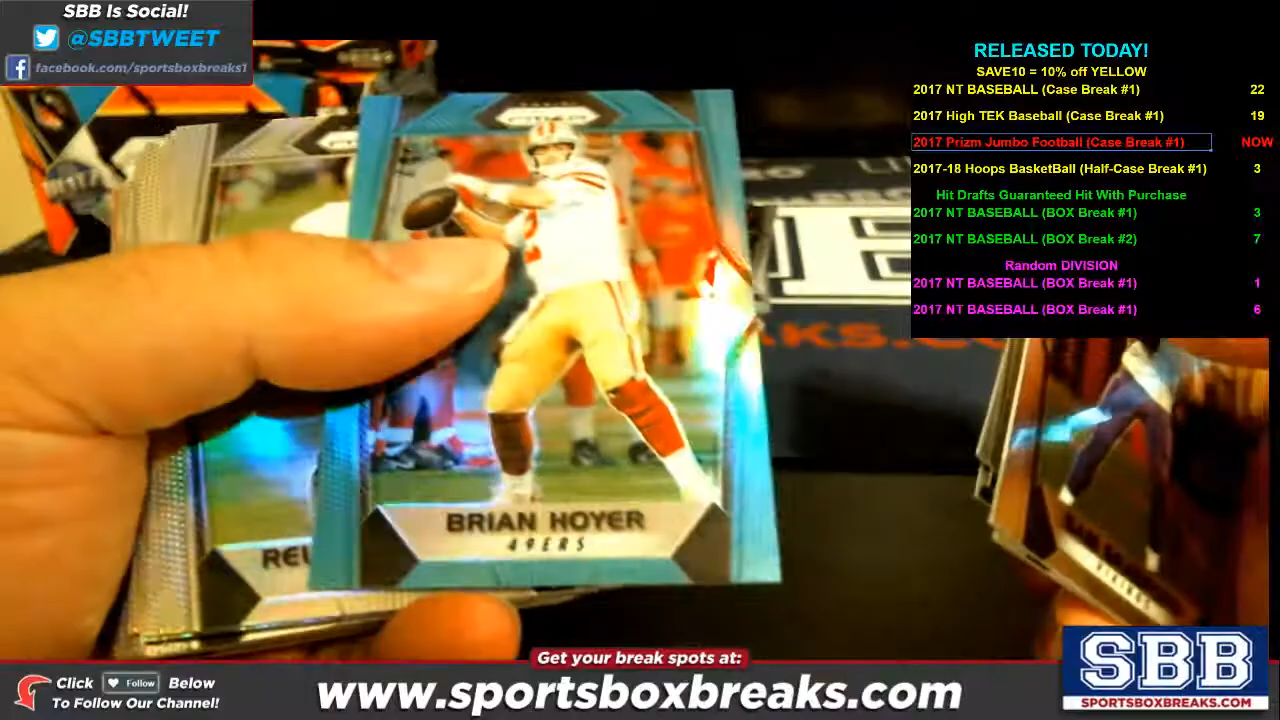 SBB Is Social!
@SBBTWEET
facebook.com/sportsboxbreaks1
RELEASED TODAY!
SAVE10 = 10% off YELLOW
2017 NT BASEBALL (Case Break #1) 22
2017 High TEK Baseball (Case Break #1) 19
2017 Prizm Jumbo Football (Case Break #1) NOW
2017-18 Hoops BasketBall (Half-Case Break #1) 3
Hit Drafts Guaranteed Hit With Purchase
2017 NT BASEBALL (BOX Break #1) 3
2017 NT BASEBALL (BOX Break #2) 7
Random DIVISION
2017 NT BASEBALL (BOX Break #1) 1
2017 NT BASEBALL (BOX Break #1) 6
PRIZM
BRIAN HOYER
49ERS
VIKINGS
Get your break spots at:
Click Follow Below
To Follow Our Channel!
www.sportsboxbreaks.com
SBB
SPORTSBOXBREAKS.COM